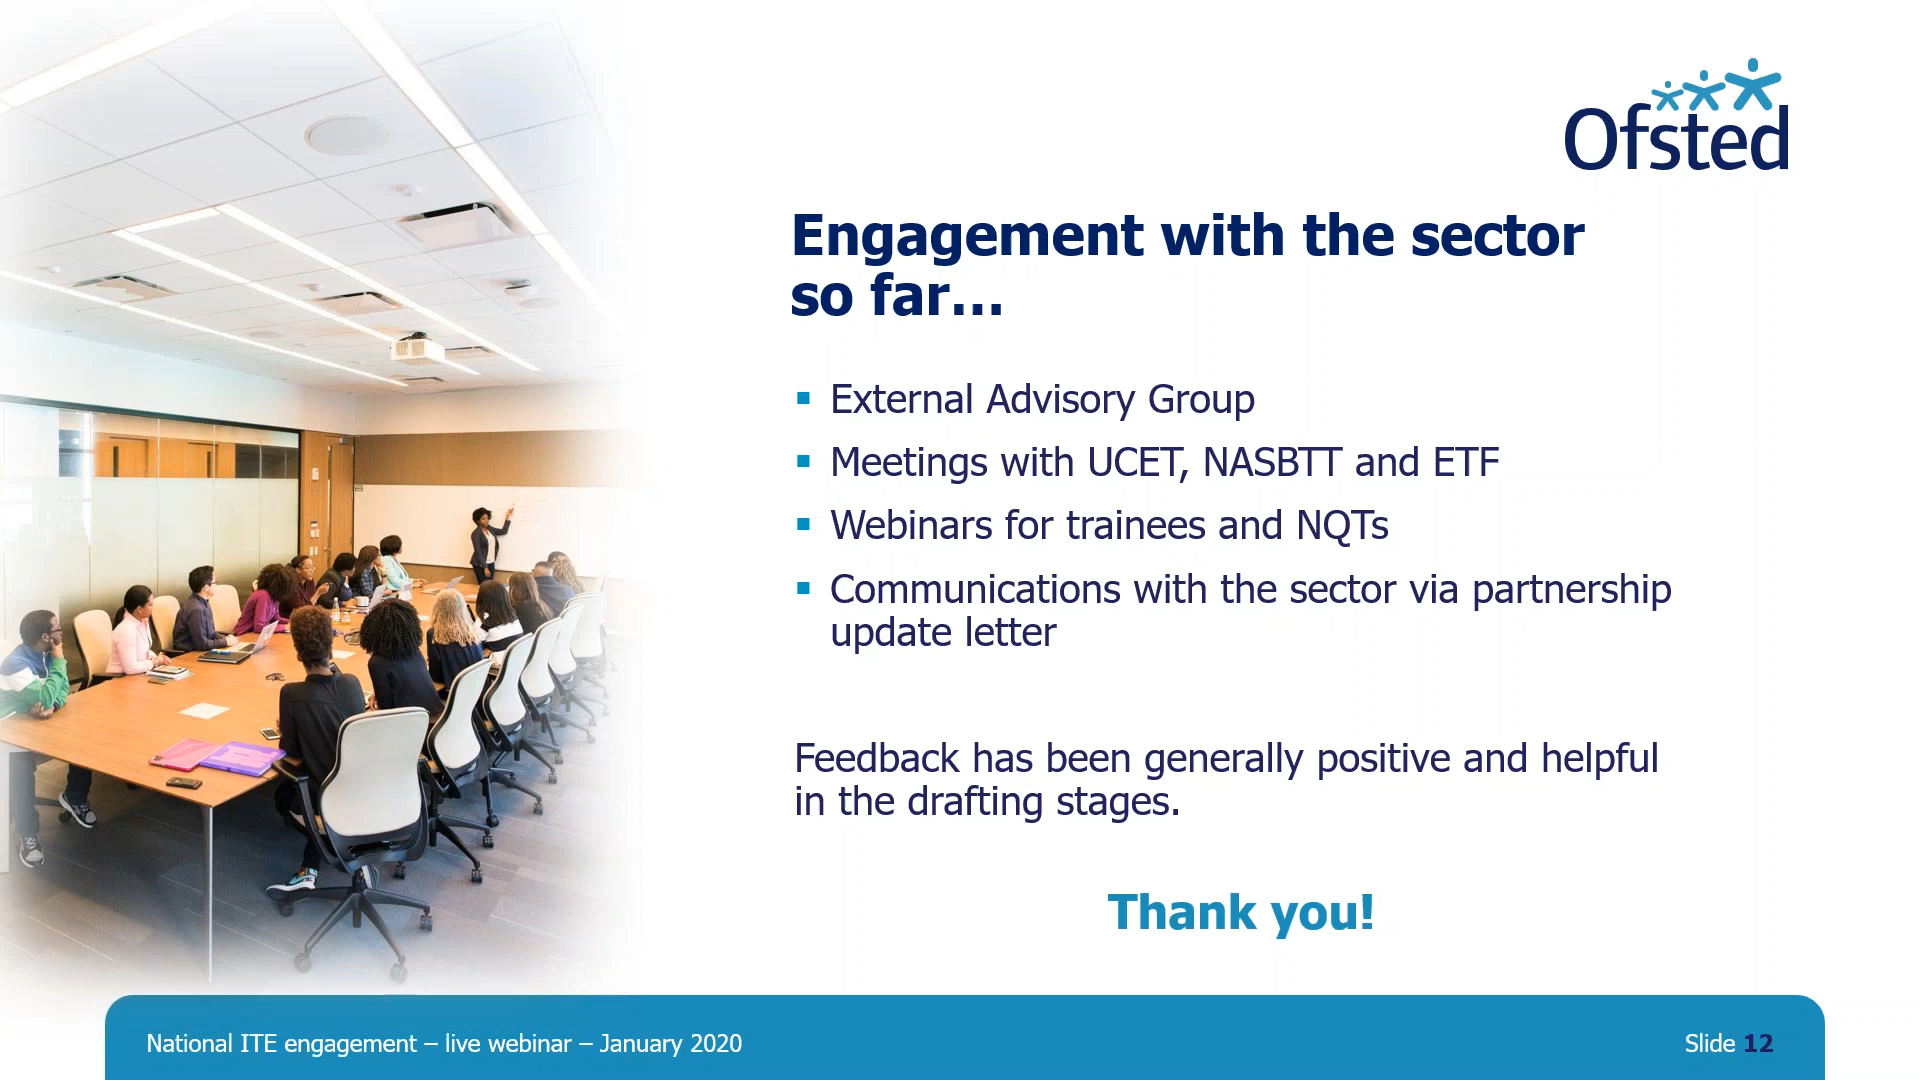 Ofsted
Engagement with the sector
so far...
▪ External Advisory Group
▪ Meetings with UCET, NASBTT and ETF
▪ Webinars for trainees and NQTs
▪ Communications with the sector via partnership
update letter
Feedback has been generally positive and helpful
in the drafting stages.
Thank you!
National ITE engagement – live webinar – January 2020
Slide 12